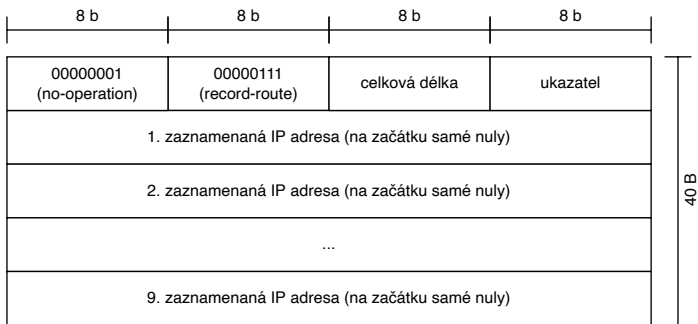 8 b 8 b 8 b 8 b
00000001 00000111 celková délka ukazatel
(no-operation) (record-route)
1. zaznamenaná IP adresa (na začátku samé nuly)
2. zaznamenaná IP adresa (na začátku samé nuly)
...
9. zaznamenaná IP adresa (na začátku samé nuly)
40 B